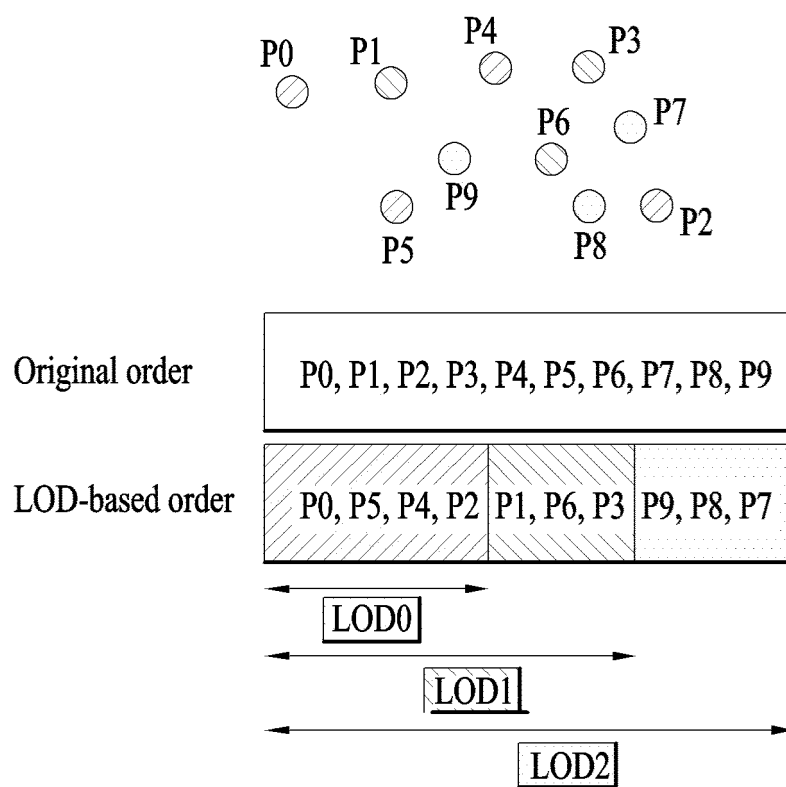 P4
P3
P0
P1
P7
P6
P9
P5
P8
P2
Original order
P0, P1, P2, P3, P4, P5, P6, P7, P8, P9
LOD-based order
P0, P5, P4, P2
P1, P6, P3
P9, P8, P7
LOD0
LOD1
LOD2